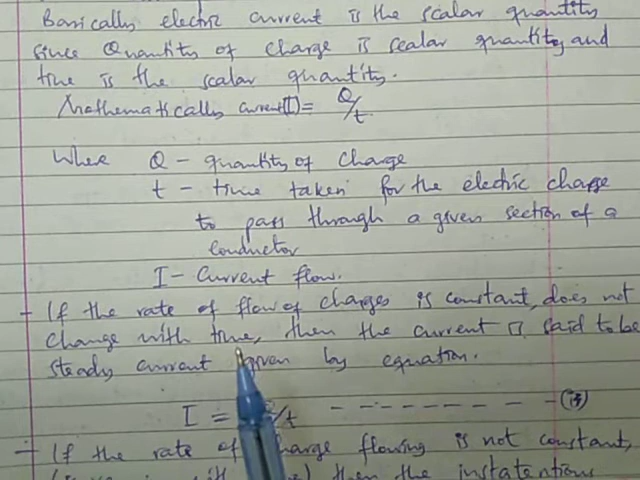 Basically electric current is the scalar quantity
since Quantity of charge is scalar quantity and
time is the scalar quantity.
Mathematically current(I) = Q/t
Where Q - quantity of charge
t - time taken for the electric charge
to pass through a given section of a
conductor
I - Current flow.
- If the rate of flow of charges is constant, does not
change with time, then the current is said to be
steady current given by equation.
I = /t - - - - - - - -
- If the rate of charge flowing is not constant,
then the instatentions